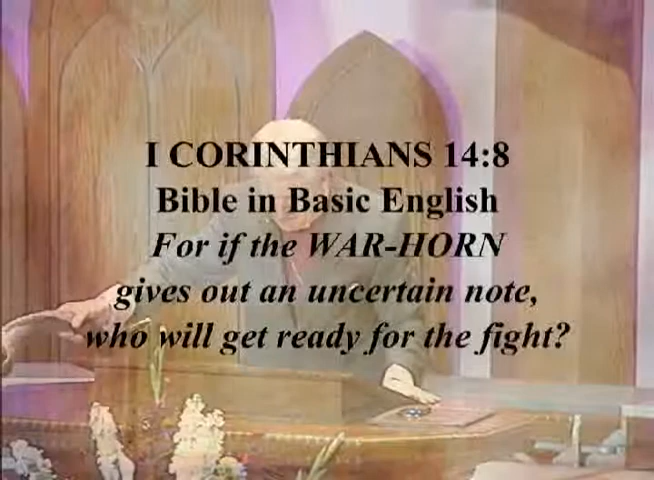 I CORINTHIANS 14:8
Bible in Basic English
For if the WAR-HORN
gives out an uncertain note,
who will get ready for the fight?